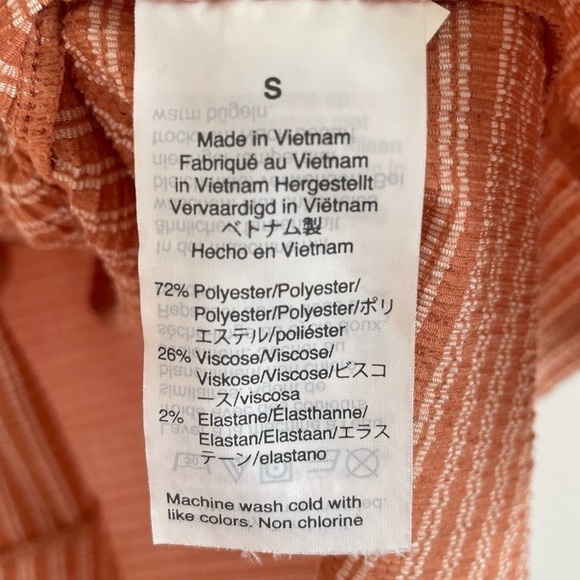 S
Made in Vietnam
Fabriqué au Vietnam
in Vietnam Hergestellt
Vervaardigd in Viëtnam
ベトナム製
Hecho en Vietnam
72% Polyester/Polyester/
Polyester/Polyester/ポリ
エステル/poliéster
26% Viscose/Viscose/
Viskose/Viscose/ビスコ
ース/viscosa
2% Elastane/Élasthanne/
Elastan/Elastaan/エラス
テーン/elastano
Machine wash cold with
like colors. Non chlorine